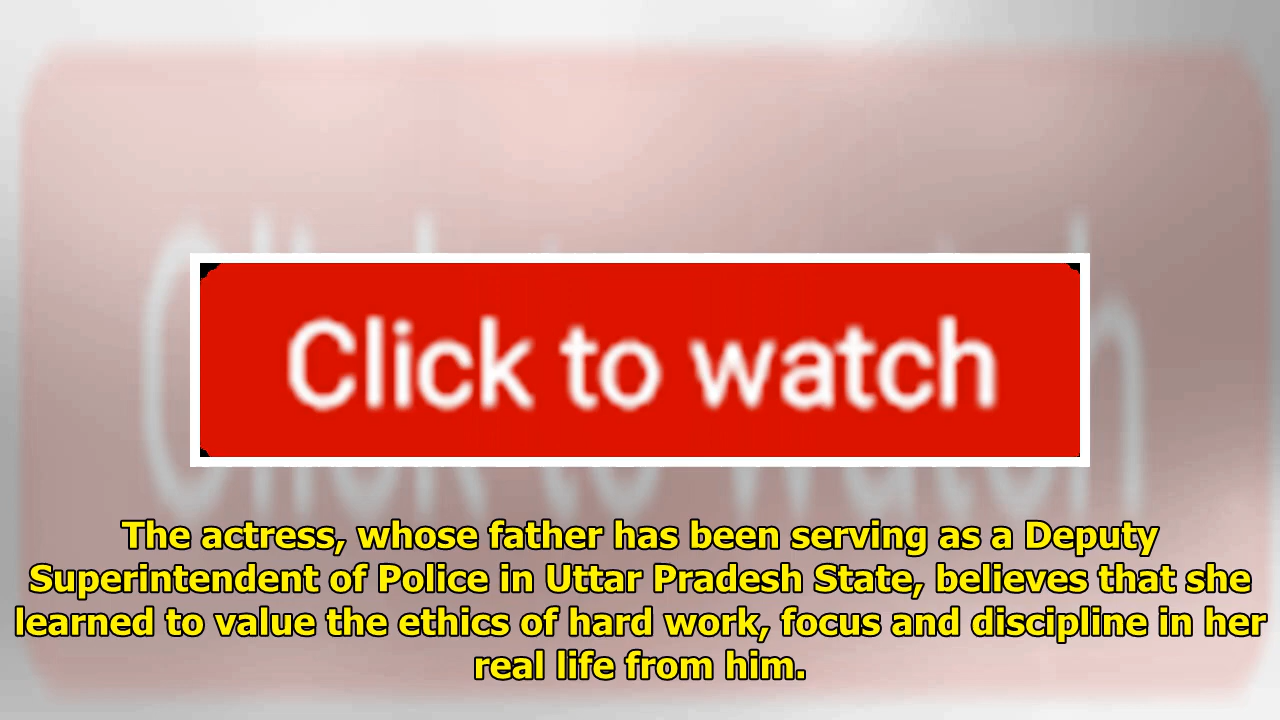 Click to watch
The actress, whose father has been serving as a Deputy
Superintendent of Police in Uttar Pradesh State, believes that she
learned to value the ethics of hard work, focus and discipline in her
real life from him.